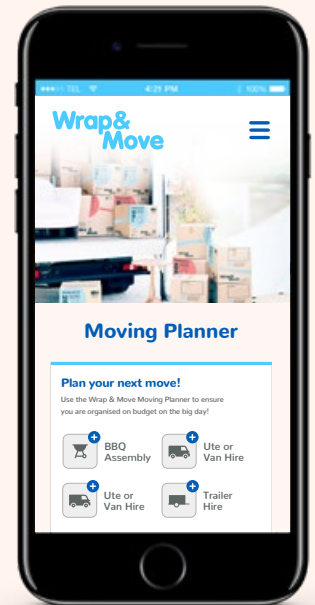 TEL
4:21 PM
100%
Wrap&
Move
Moving Planner
Plan your next move!
Use the Wrap & Move Moving Planner to ensure
you are organised on budget on the big day!
BBQ
Assembly
Ute or
Van Hire
Ute or
Van Hire
Trailer
Hire